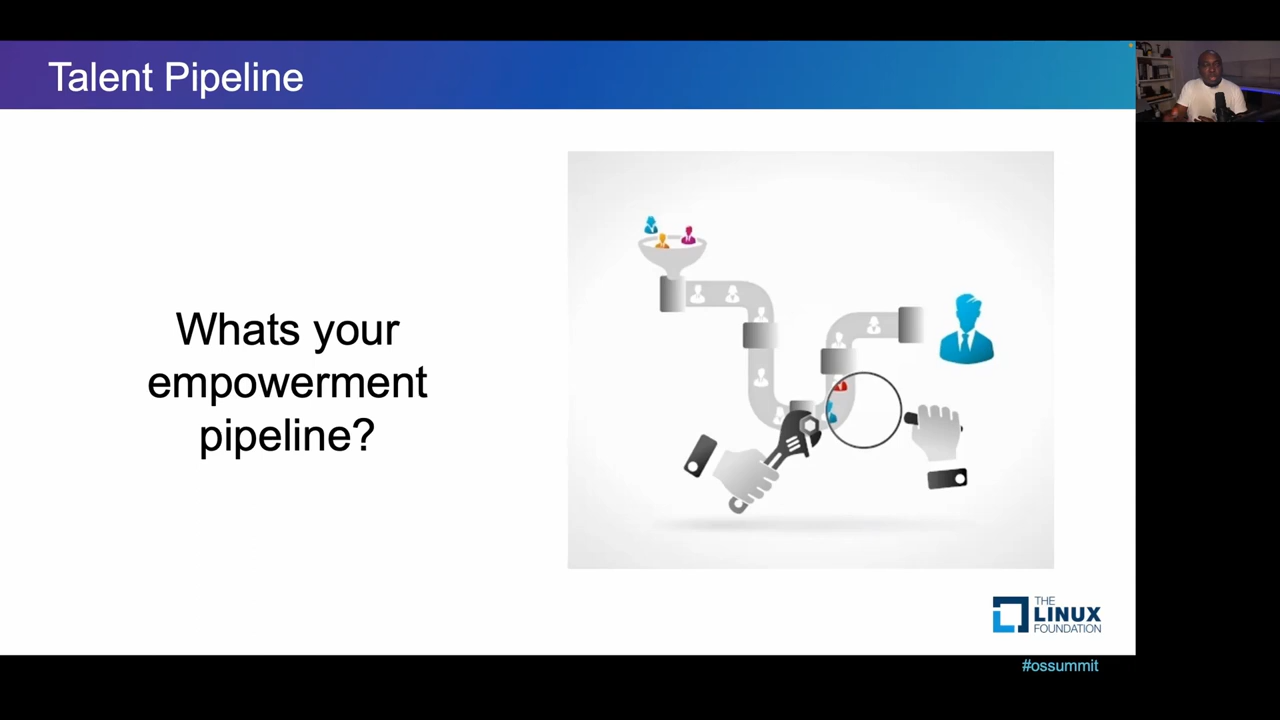 Talent Pipeline
Whats your
empowerment
pipeline?
THE
LINUX
FOUNDATION
#ossummit